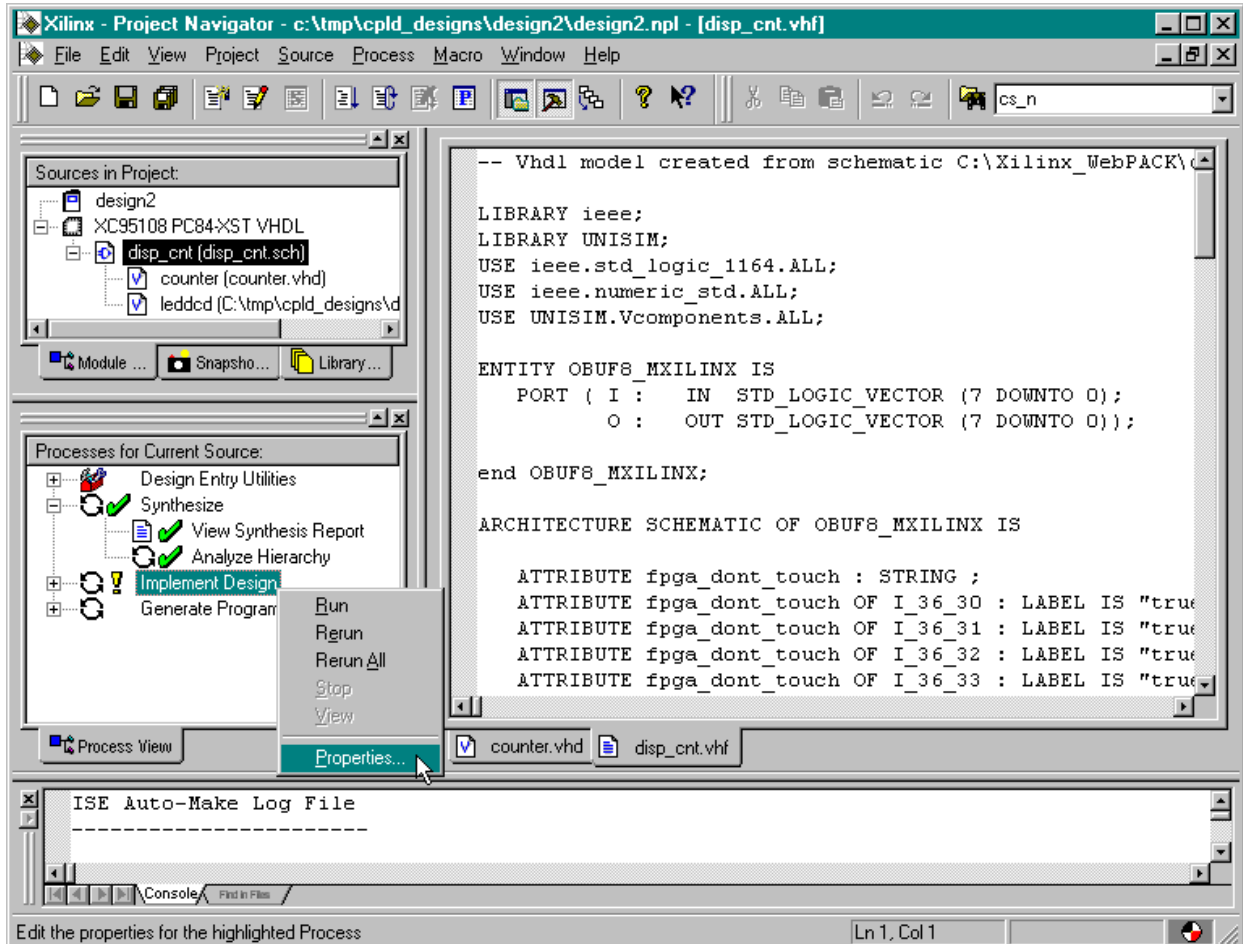 Xilinx - Project Navigator - c:\tmp\cpld_designs\design2\design2.npl - [disp_cnt.vhf]
File Edit View Project Source Process Macro Window Help
cs_n
Sources in Project:
design2
XC95108 PC84-XST VHDL
disp_cnt (disp_cnt.sch)
counter (counter.vhd)
leddcd (C:\tmp\cpld_designs\d
Module ... Snapsho... Library...
Processes for Current Source:
Design Entry Utilities
Synthesize
View Synthesis Report
Analyze Hierarchy
Implement Design
Generate Program
Run
Rerun
Rerun All
Stop
View
Properties...
Process View
-- Vhdl model created from schematic C:\Xilinx_WebPACK\
LIBRARY ieee;
LIBRARY UNISIM;
USE ieee.std_logic_1164.ALL;
USE ieee.numeric_std.ALL;
USE UNISIM.Vcomponents.ALL;
ENTITY OBUF8_MXILINX IS
PORT ( I : IN STD_LOGIC_VECTOR (7 DOWNTO 0);
O : OUT STD_LOGIC_VECTOR (7 DOWNTO 0));
end OBUF8_MXILINX;
ARCHITECTURE SCHEMATIC OF OBUF8_MXILINX IS
ATTRIBUTE fpga_dont_touch : STRING ;
ATTRIBUTE fpga_dont_touch OF I_36_30 : LABEL IS "true
ATTRIBUTE fpga_dont_touch OF I_36_31 : LABEL IS "true
ATTRIBUTE fpga_dont_touch OF I_36_32 : LABEL IS "true
ATTRIBUTE fpga_dont_touch OF I_36_33 : LABEL IS "true
counter.vhd disp_cnt.vhf
ISE Auto-Make Log File
-----------------------
Console Find in Files
Edit the properties for the highlighted Process
Ln 1, Col 1